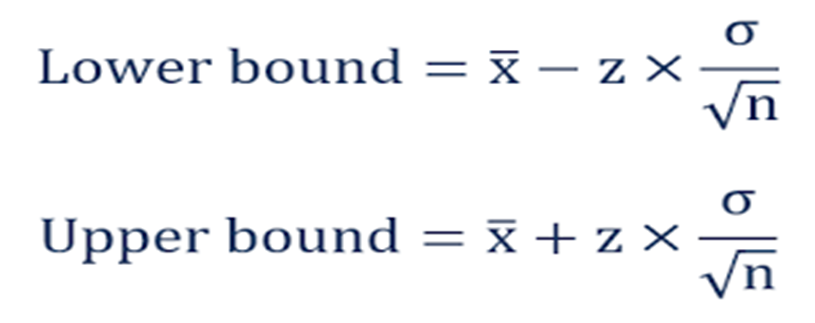 Lower bound = x̄ − z × σ/√n
Upper bound = x̄ + z × σ/√n